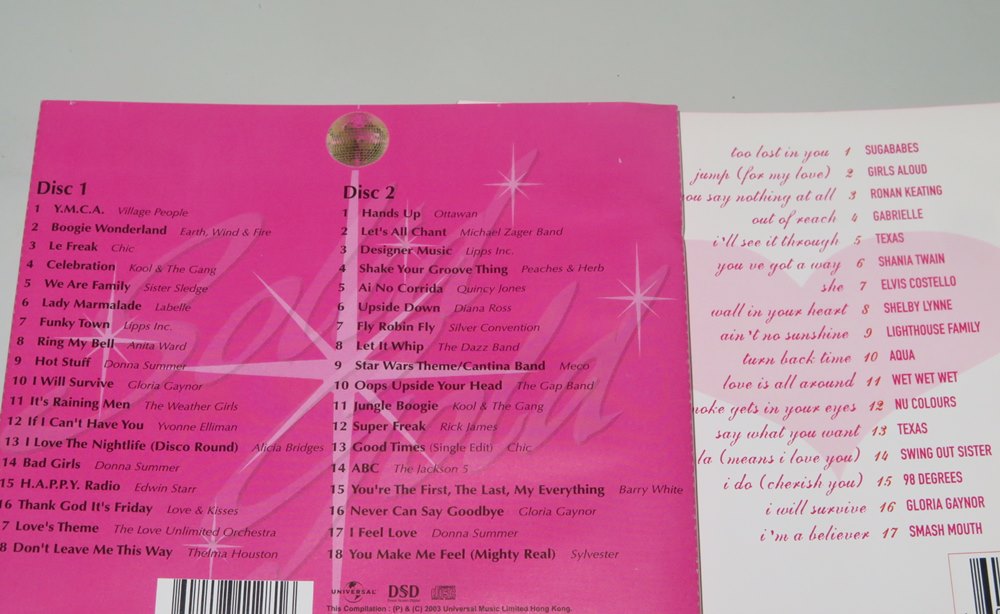 Disc 1
1 Y.M.C.A. Village People
2 Boogie Wonderland Earth, Wind & Fire
3 Le Freak Chic
4 Celebration Kool & The Gang
5 We Are Family Sister Sledge
6 Lady Marmalade Labelle
7 Funky Town Lipps Inc.
8 Ring My Bell Anita Ward
9 Hot Stuff Donna Summer
10 I Will Survive Gloria Gaynor
11 It's Raining Men The Weather Girls
12 If I Can't Have You Yvonne Elliman
13 I Love The Nightlife (Disco Round) Alicia Bridges
14 Bad Girls Donna Summer
15 H.A.P.P.Y. Radio Edwin Starr
16 Thank God It's Friday Love & Kisses
7 Love's Theme The Love Unlimited Orchestra
8 Don't Leave Me This Way Thelma Houston
Disc 2
1 Hands Up Ottawan
2 Let's All Chant Michael Zager Band
3 Designer Music Lipps Inc.
4 Shake Your Groove Thing Peaches & Herb
5 Ai No Corrida Quincy Jones
6 Upside Down Diana Ross
7 Fly Robin Fly Silver Convention
8 Let It Whip The Dazz Band
9 Star Wars Theme/Cantina Band Meco
10 Oops Upside Your Head The Gap Band
11 Jungle Boogie Kool & The Gang
12 Super Freak Rick James
13 Good Times (Single Edit) Chic
14 ABC The Jackson 5
15 You're The First, The Last, My Everything Barry White
16 Never Can Say Goodbye Gloria Gaynor
17 I Feel Love Donna Summer
18 You Make Me Feel (Mighty Real) Sylvester
UNIVERSAL DSD
This Compilation : (P) & (C) 2003 Universal Music Limited Hong Kong.
too lost in you 1 SUGABABES
jump (for my love) 2 GIRLS ALOUD
ou say nothing at all 3 RONAN KEATING
out of reach 4 GABRIELLE
i'll see it through 5 TEXAS
you ve got a way 6 SHANIA TWAIN
she 7 ELVIS COSTELLO
wall in your heart 8 SHELBY LYNNE
ain't no sunshine 9 LIGHTHOUSE FAMILY
turn back time 10 AQUA
love is all around 11 WET WET WET
moke gets in your eyes 12 NU COLOURS
say what you want 13 TEXAS
la (means i love you) 14 SWING OUT SISTER
i do (cherish you) 15 98 DEGREES
i will survive 16 GLORIA GAYNOR
i'm a believer 17 SMASH MOUTH